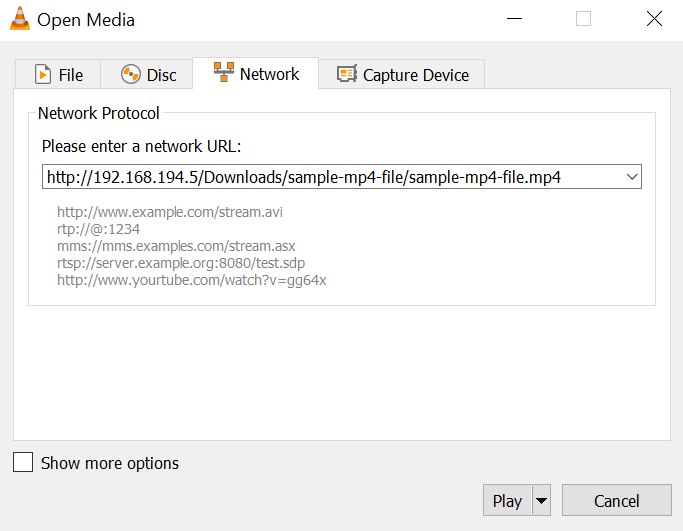 Open Media
File Disc Network Capture Device
Network Protocol
Please enter a network URL:
http://192.168.194.5/Downloads/sample-mp4-file/sample-mp4-file.mp4
http://www.example.com/stream.avi
rtp://@:1234
mms://mms.examples.com/stream.asx
rtsp://server.example.org:8080/test.sdp
http://www.yourtube.com/watch?v=gg64x
Show more options
Play Cancel